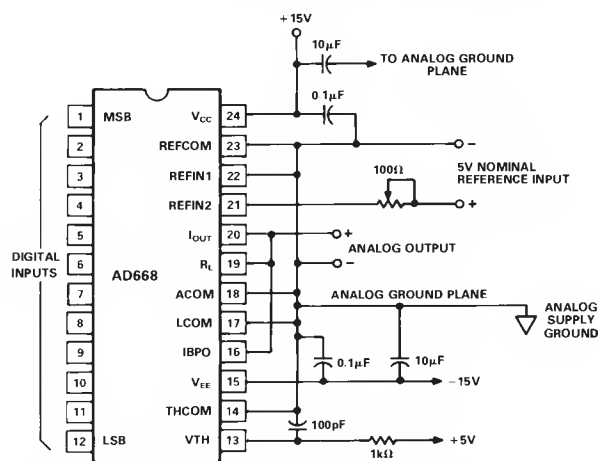 +15V
10µF
TO ANALOG GROUND
PLANE
0.1µF
1 MSB
2
3
4
5
6
7
8
9
10
11
12 LSB
DIGITAL
INPUTS
AD668
VCC 24
REFCOM 23
REFIN1 22
REFIN2 21
IOUT 20
RL 19
ACOM 18
LCOM 17
IBPO 16
VEE 15
THCOM 14
VTH 13
−
5V NOMINAL
REFERENCE INPUT
100Ω
+
+
ANALOG OUTPUT
−
ANALOG GROUND PLANE
ANALOG
SUPPLY
GROUND
0.1µF
10µF
−15V
100pF
1kΩ
+5V